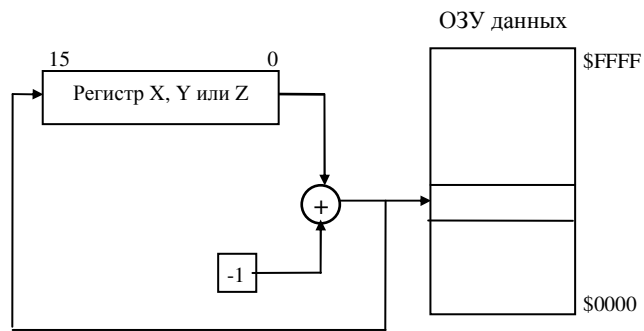 ОЗУ данных
15
0
$FFFF
Регистр X, Y или Z
+
-1
$0000